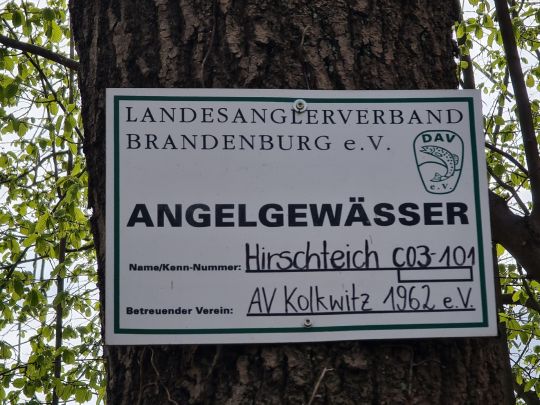 LANDESANGLERVERBAND
BRANDENBURG e.V.
DAV
e.V.
ANGELGEWÄSSER
Name/Kenn-Nummer: Hirschteich C03-101
Betreuender Verein: AV Kolkwitz 1962 e.V.